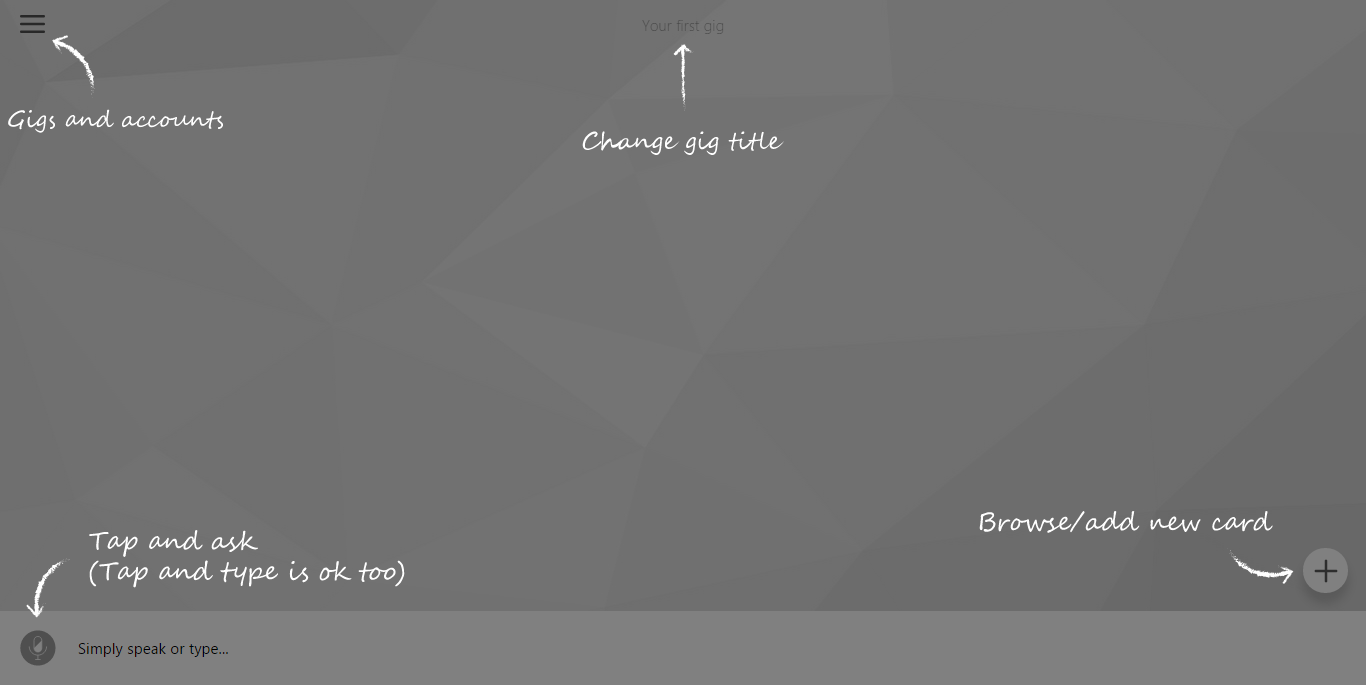 Your first gig
Gigs and accounts
Change gig title
Browse/add new card
Tap and ask
(Tap and type is ok too)
Simply speak or type...